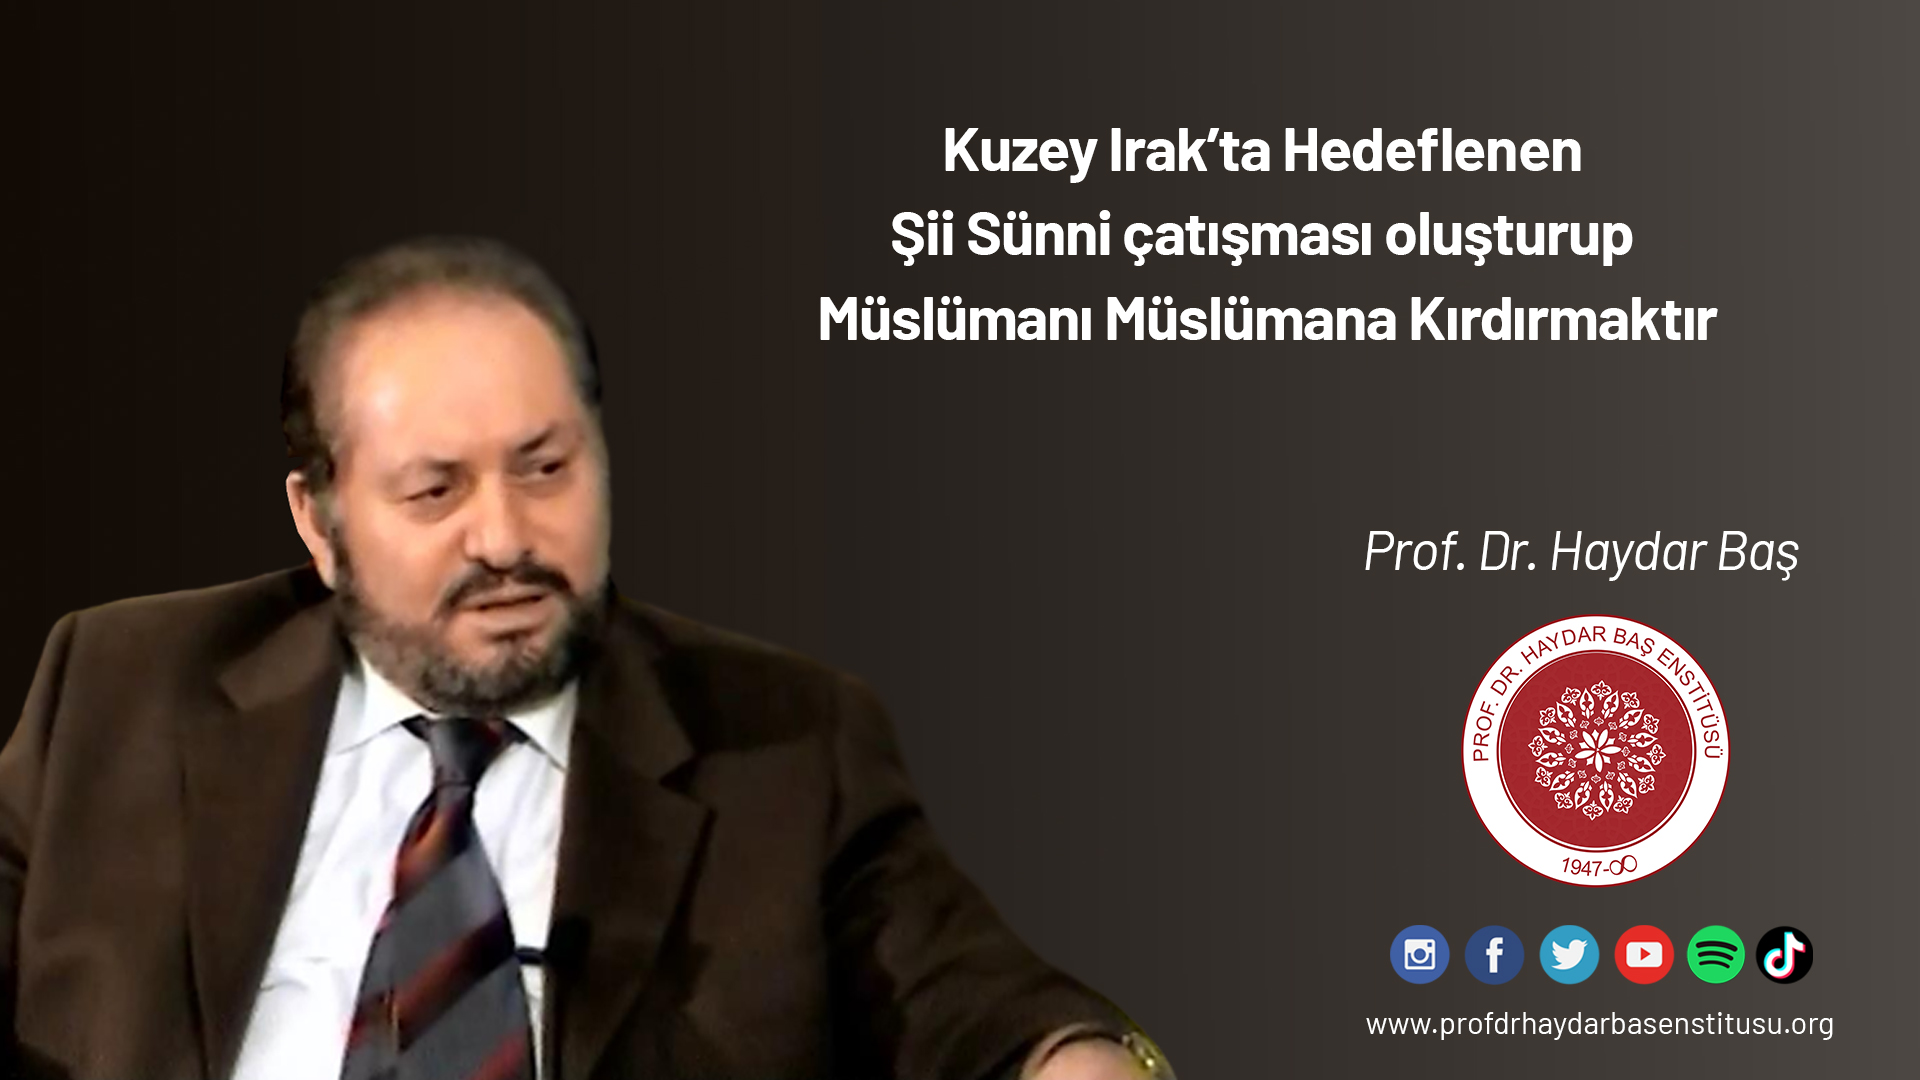 Kuzey Irak’ta Hedeflenen
Şii Sünni çatışması oluşturup
Müslümanı Müslümana Kırdırmaktır
Prof. Dr. Haydar Baş
PROF. DR. HAYDAR BAŞ ENSTİTÜSÜ
1947-∞
www.profdrhaydarbasenstitusu.org